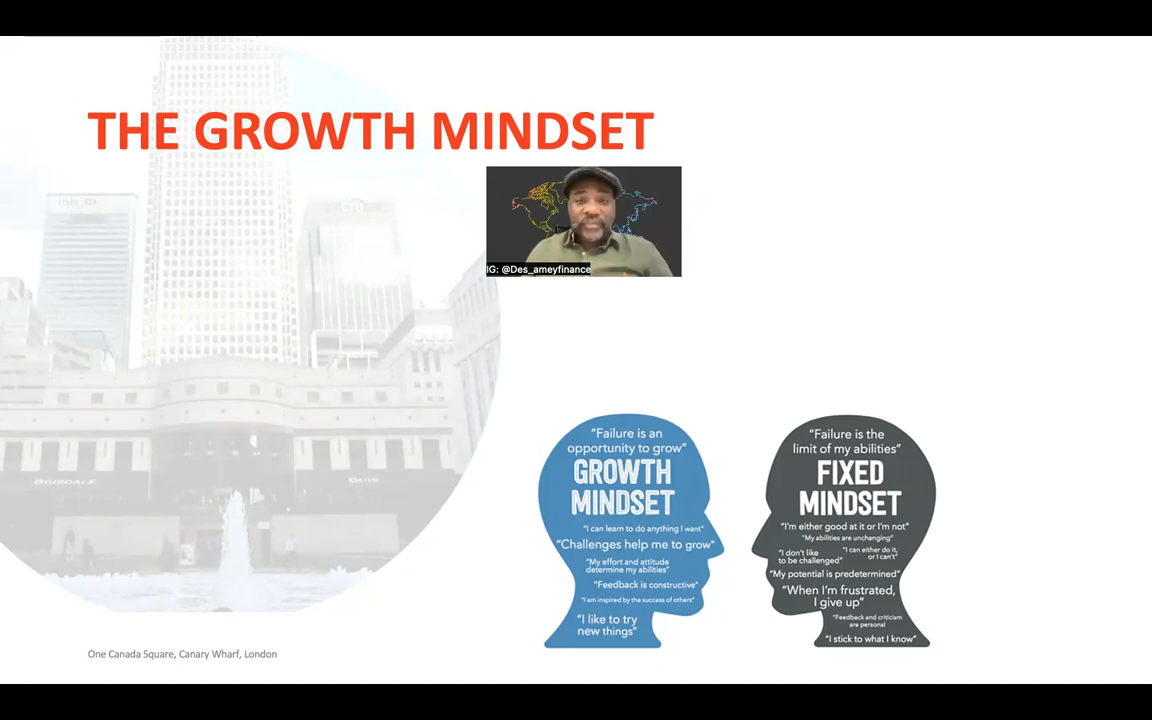 THE GROWTH MINDSET
HSBC
citi
IG: @Des_ameyfinance
BOISDALE
"Failure is an
opportunity to grow"
GROWTH
MINDSET
"I can learn to do anything I want"
"Challenges help me to grow"
"My effort and attitude
determine my abilities"
"Feedback is constructive"
"I am inspired by the success of others"
"I like to try
new things"
"Failure is the
limit of my abilities"
FIXED
MINDSET
"I'm either good at it or I'm not"
"My abilities are unchanging"
"I don't like
to be challenged"
"I can either do it,
or I can't"
"My potential is predetermined"
"When I'm frustrated,
I give up"
"Feedback and criticism
are personal
"I stick to what I know"
One Canada Square, Canary Wharf, London